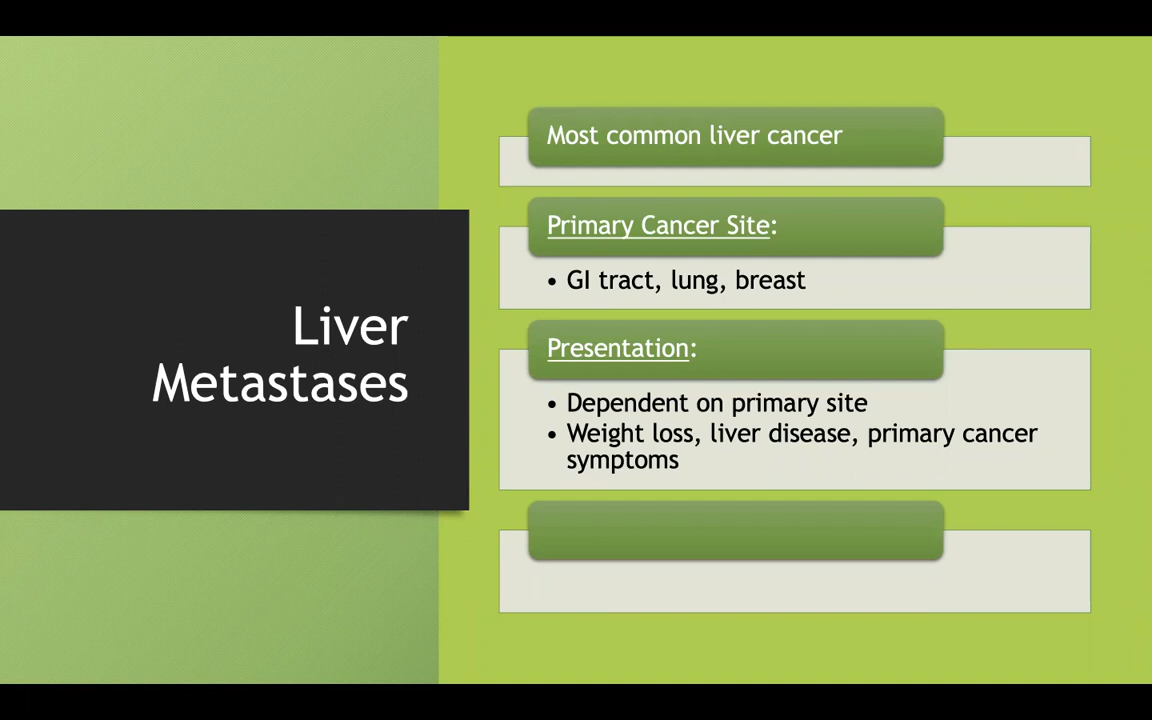 Liver
Metastases
Most common liver cancer
Primary Cancer Site:
• GI tract, lung, breast
Presentation:
• Dependent on primary site
• Weight loss, liver disease, primary cancer
symptoms